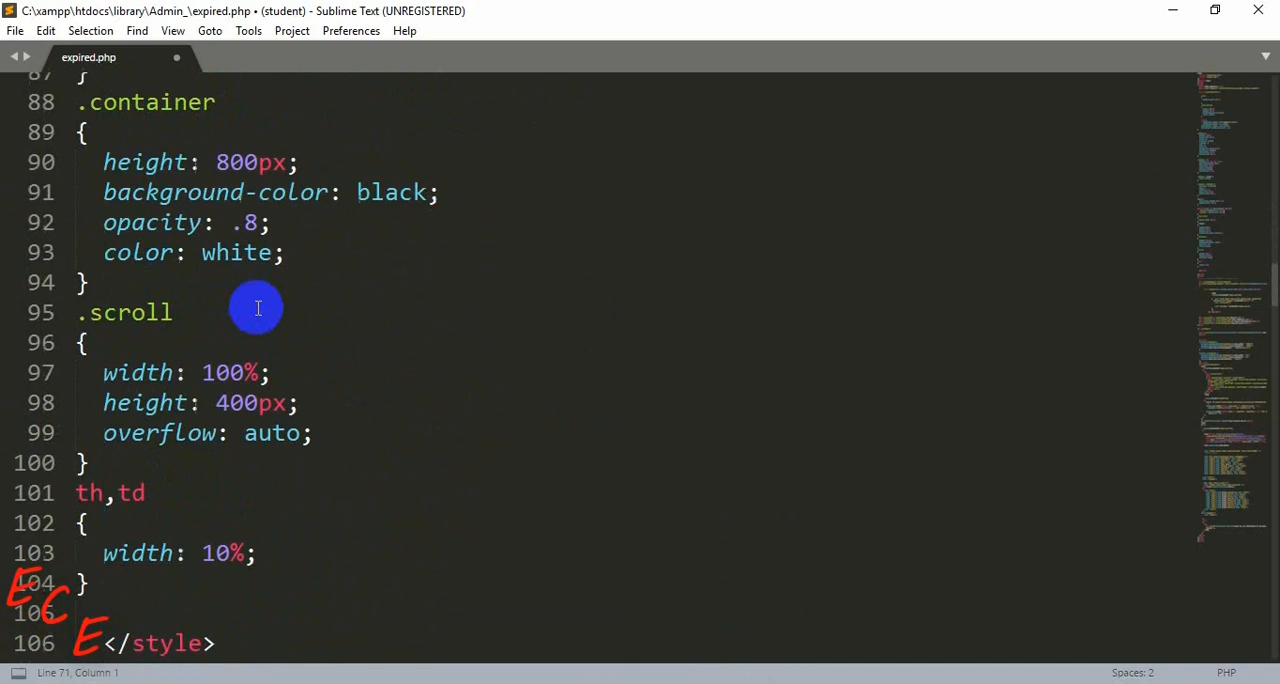 C:\xampp\htdocs\library\Admin_\expired.php • (student) - Sublime Text (UNREGISTERED)
File Edit Selection Find View Goto Tools Project Preferences Help
expired.php
87 }
88 .container
89 {
90 height: 800px;
91 background-color: black;
92 opacity: .8;
93 color: white;
94 }
95 .scroll
96 {
97 width: 100%;
98 height: 400px;
99 overflow: auto;
100 }
101 th,td
102 {
103 width: 10%;
104 }
105
106 </style>
ECE
Line 71, Column 1 Spaces: 2 PHP